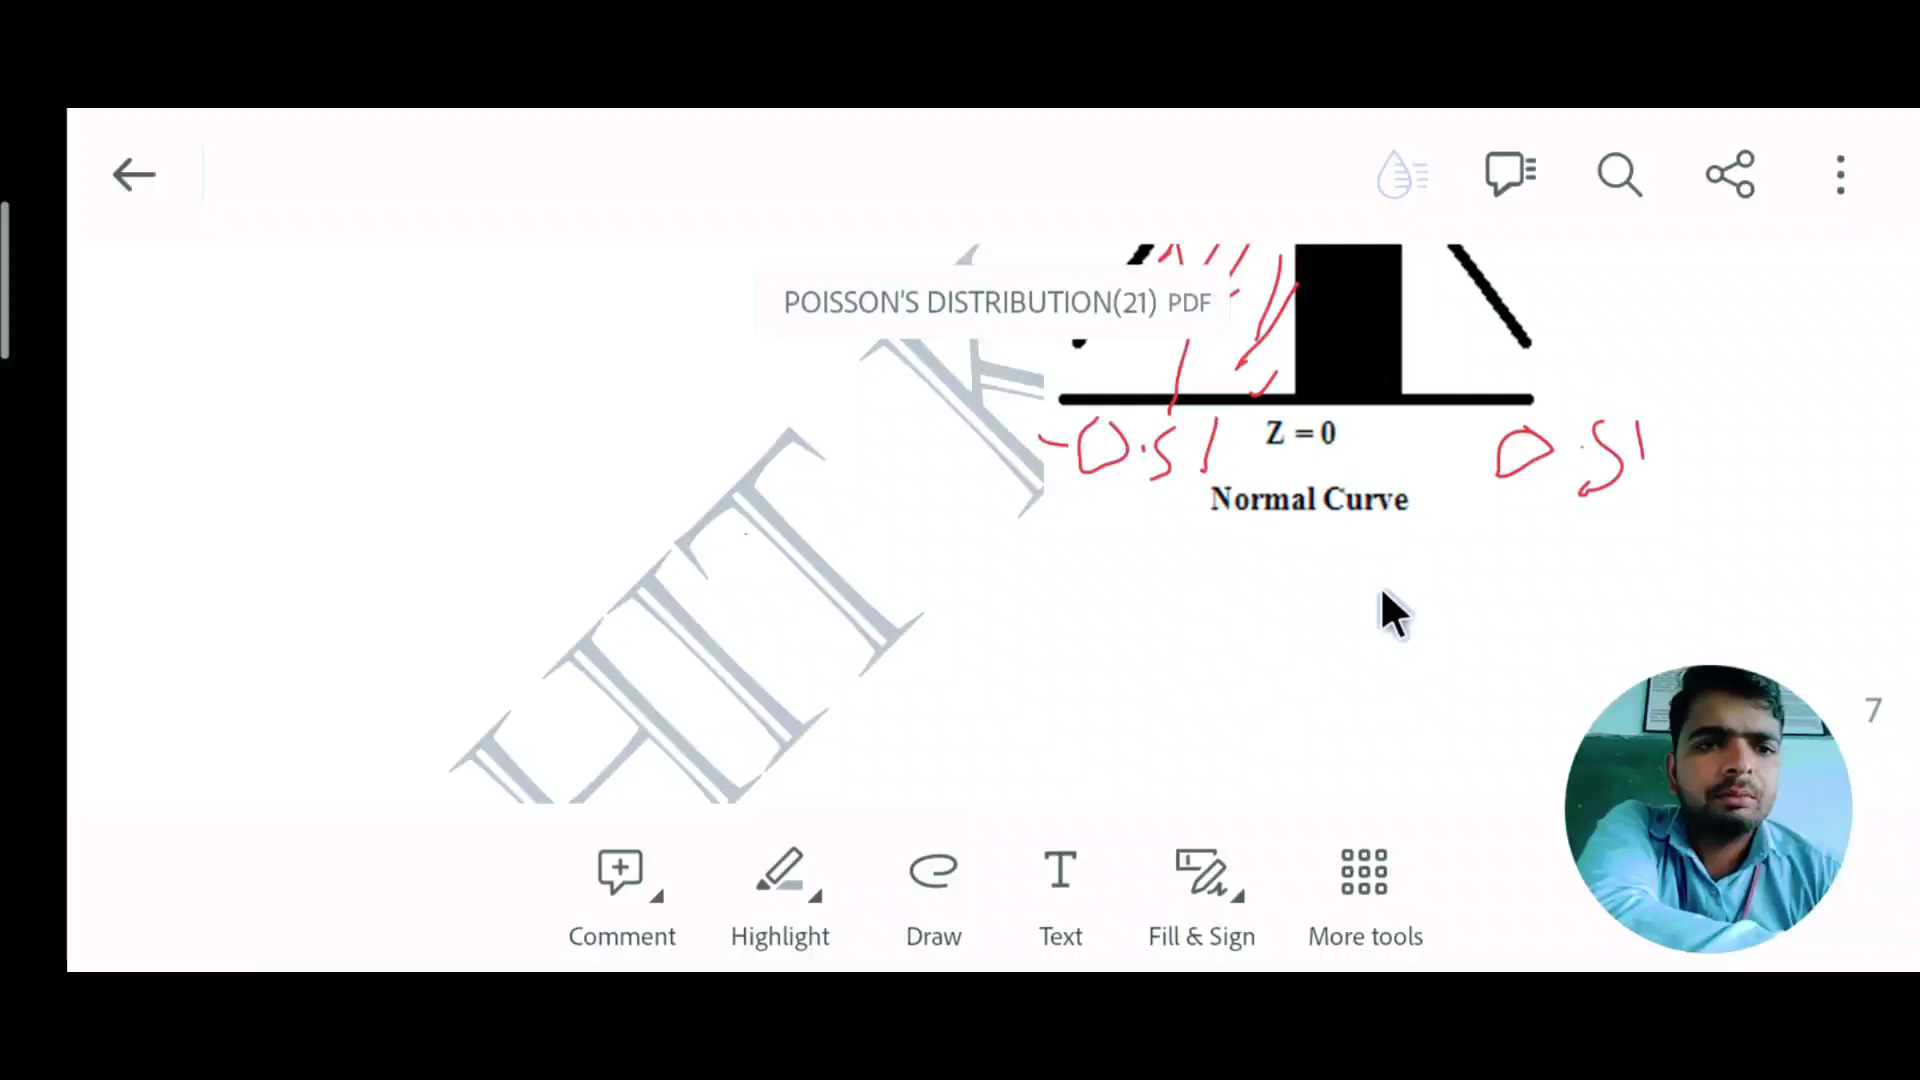 POISSON'S DISTRIBUTION(21) PDF
-0.51
Z = 0
0.51
Normal Curve
HIT K
7
Comment
Highlight
Draw
Text
Fill & Sign
More tools